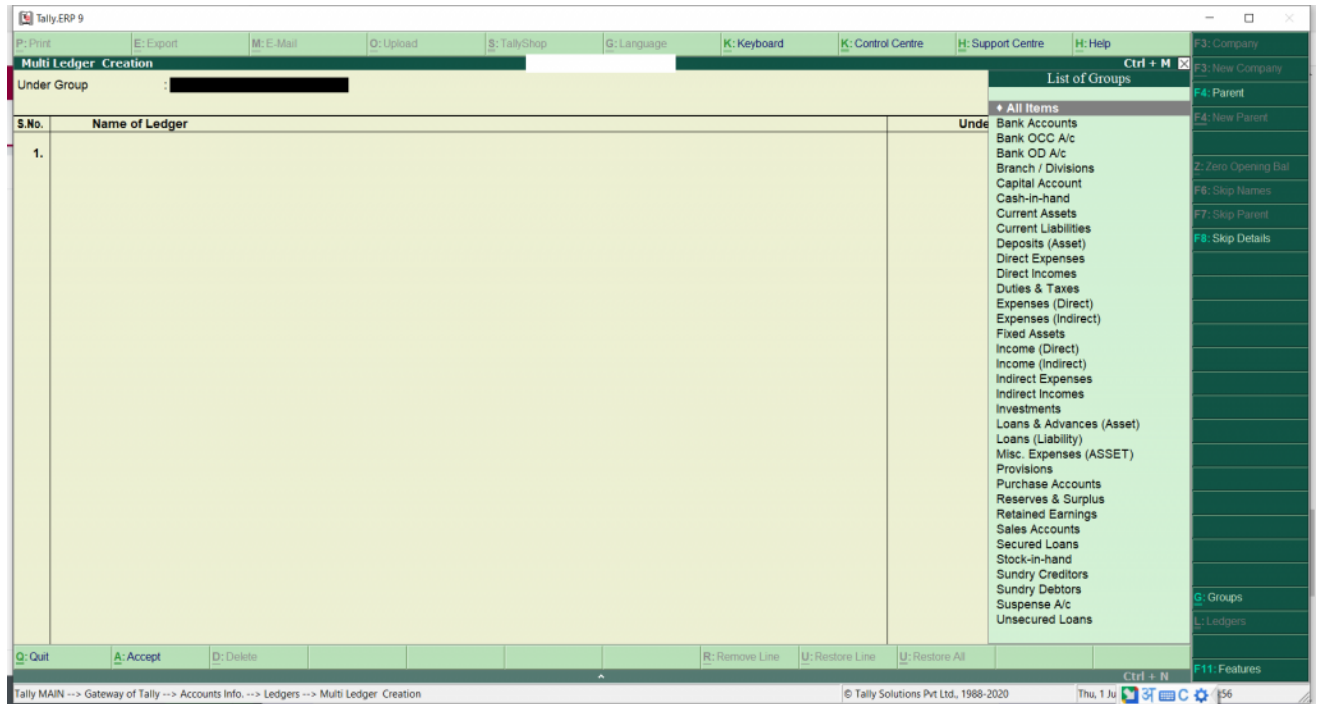 Tally.ERP 9
P: Print E: Export M: E-Mail O: Upload S: TallyShop G: Language K: Keyboard K: Control Centre H: Support Centre H: Help F3: Company
Multi Ledger Creation Ctrl + M F3: New Company
Under Group : List of Groups
F4: Parent
♦ All Items
F4: New Parent
S.No. Name of Ledger Unde
Bank Accounts
Bank OCC A/c
1.
Bank OD A/c
Branch / Divisions
Z: Zero Opening Bal
Capital Account
F6: Skip Names
Cash-in-hand
Current Assets
F7: Skip Parent
Current Liabilities
F8: Skip Details
Deposits (Asset)
Direct Expenses
Direct Incomes
Duties & Taxes
Expenses (Direct)
Expenses (Indirect)
Fixed Assets
Income (Direct)
Income (Indirect)
Indirect Expenses
Indirect Incomes
Investments
Loans & Advances (Asset)
Loans (Liability)
Misc. Expenses (ASSET)
Provisions
Purchase Accounts
Reserves & Surplus
Retained Earnings
Sales Accounts
Secured Loans
Stock-in-hand
Sundry Creditors
Sundry Debtors
G: Groups
Suspense A/c
Unsecured Loans
L: Ledgers
Q: Quit A: Accept D: Delete R: Remove Line U: Restore Line U: Restore All
F11: Features
Ctrl + N
Tally MAIN --> Gateway of Tally --> Accounts Info. --> Ledgers --> Multi Ledger Creation © Tally Solutions Pvt Ltd., 1988-2020 Thu, 1 Ju अ C 56